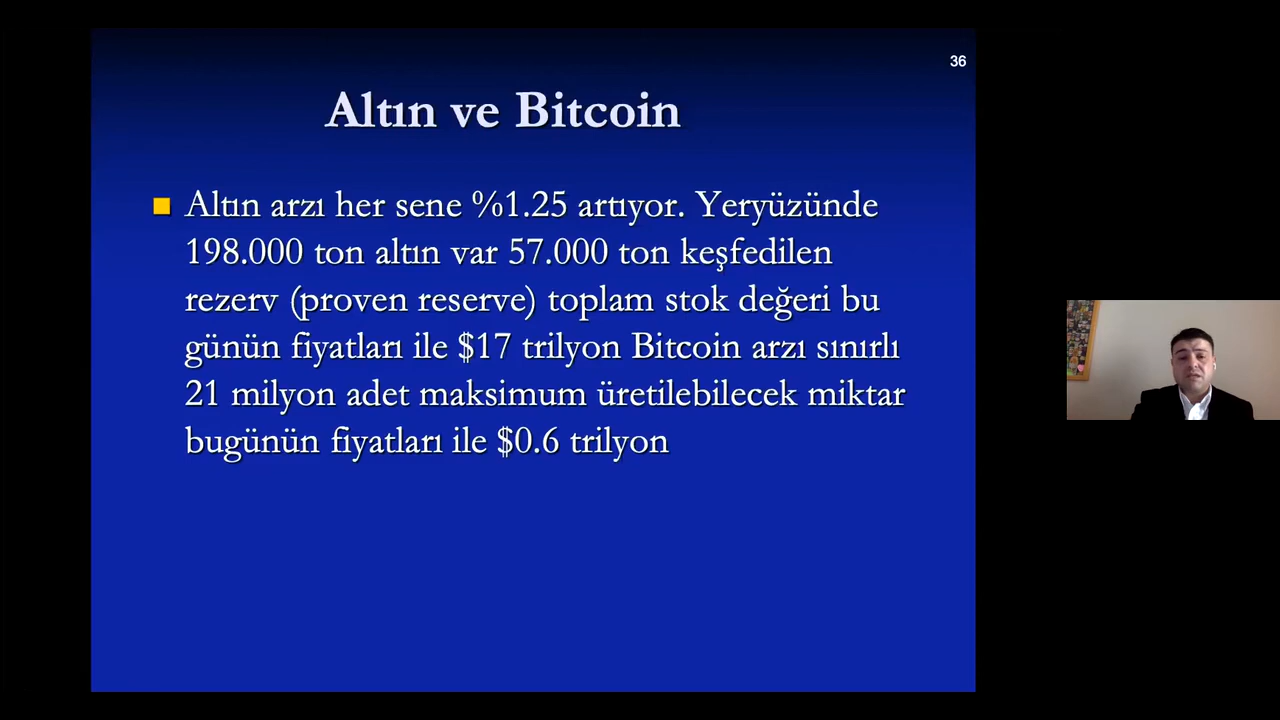 36
Altın ve Bitcoin
Altın arzı her sene %1.25 artıyor. Yeryüzünde
198.000 ton altın var 57.000 ton keşfedilen
rezerv (proven reserve) toplam stok değeri bu
günün fiyatları ile $17 trilyon Bitcoin arzı sınırlı
21 milyon adet maksimum üretilebilecek miktar
bugünün fiyatları ile $0.6 trilyon